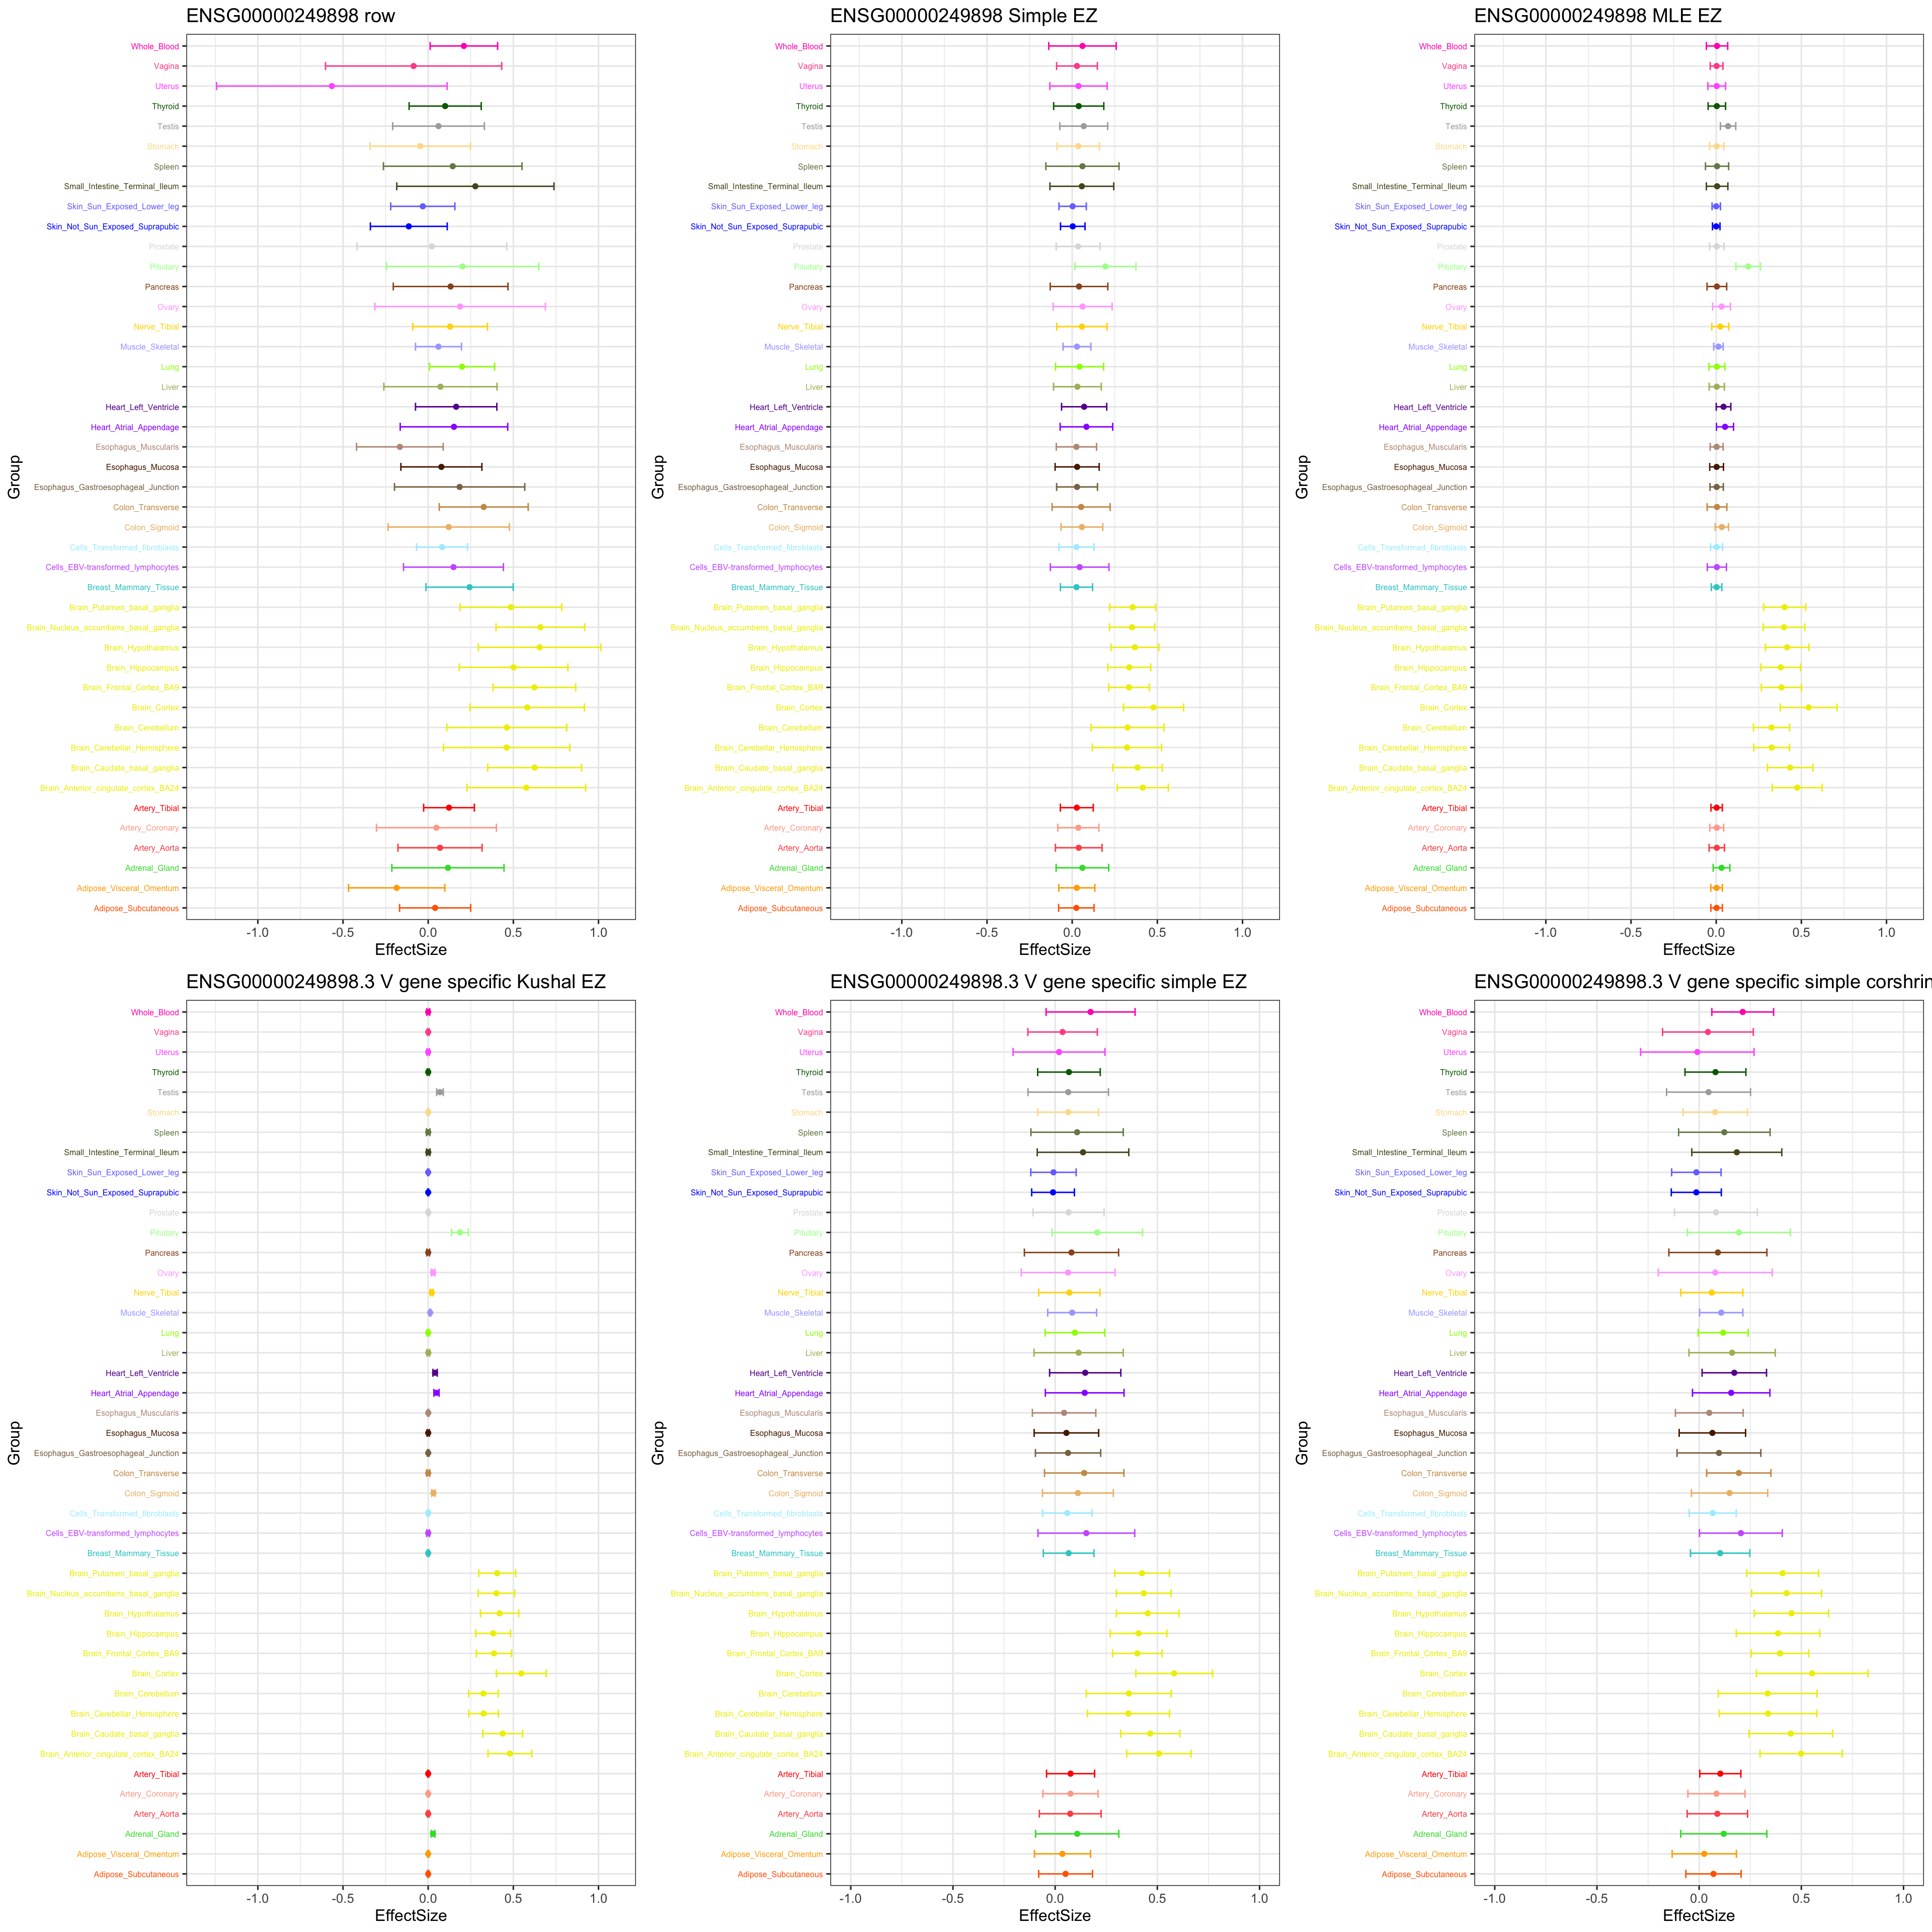 ENSG00000249898 row
Group
Whole_Blood
Vagina
Uterus
Thyroid
Testis
Stomach
Spleen
Small_Intestine_Terminal_Ileum
Skin_Sun_Exposed_Lower_leg
Skin_Not_Sun_Exposed_Suprapubic
Prostate
Pituitary
Pancreas
Ovary
Nerve_Tibial
Muscle_Skeletal
Lung
Liver
Heart_Left_Ventricle
Heart_Atrial_Appendage
Esophagus_Muscularis
Esophagus_Mucosa
Esophagus_Gastroesophageal_Junction
Colon_Transverse
Colon_Sigmoid
Cells_Transformed_fibroblasts
Cells_EBV-transformed_lymphocytes
Breast_Mammary_Tissue
Brain_Putamen_basal_ganglia
Brain_Nucleus_accumbens_basal_ganglia
Brain_Hypothalamus
Brain_Hippocampus
Brain_Frontal_Cortex_BA9
Brain_Cortex
Brain_Cerebellum
Brain_Cerebellar_Hemisphere
Brain_Caudate_basal_ganglia
Brain_Anterior_cingulate_cortex_BA24
Artery_Tibial
Artery_Coronary
Artery_Aorta
Adrenal_Gland
Adipose_Visceral_Omentum
Adipose_Subcutaneous
-1.0 -0.5 0.0 0.5 1.0
EffectSize
ENSG00000249898 Simple EZ
Group
Whole_Blood
Vagina
Uterus
Thyroid
Testis
Stomach
Spleen
Small_Intestine_Terminal_Ileum
Skin_Sun_Exposed_Lower_leg
Skin_Not_Sun_Exposed_Suprapubic
Prostate
Pituitary
Pancreas
Ovary
Nerve_Tibial
Muscle_Skeletal
Lung
Liver
Heart_Left_Ventricle
Heart_Atrial_Appendage
Esophagus_Muscularis
Esophagus_Mucosa
Esophagus_Gastroesophageal_Junction
Colon_Transverse
Colon_Sigmoid
Cells_Transformed_fibroblasts
Cells_EBV-transformed_lymphocytes
Breast_Mammary_Tissue
Brain_Putamen_basal_ganglia
Brain_Nucleus_accumbens_basal_ganglia
Brain_Hypothalamus
Brain_Hippocampus
Brain_Frontal_Cortex_BA9
Brain_Cortex
Brain_Cerebellum
Brain_Cerebellar_Hemisphere
Brain_Caudate_basal_ganglia
Brain_Anterior_cingulate_cortex_BA24
Artery_Tibial
Artery_Coronary
Artery_Aorta
Adrenal_Gland
Adipose_Visceral_Omentum
Adipose_Subcutaneous
-1.0 -0.5 0.0 0.5 1.0
EffectSize
ENSG00000249898 MLE EZ
Group
Whole_Blood
Vagina
Uterus
Thyroid
Testis
Stomach
Spleen
Small_Intestine_Terminal_Ileum
Skin_Sun_Exposed_Lower_leg
Skin_Not_Sun_Exposed_Suprapubic
Prostate
Pituitary
Pancreas
Ovary
Nerve_Tibial
Muscle_Skeletal
Lung
Liver
Heart_Left_Ventricle
Heart_Atrial_Appendage
Esophagus_Muscularis
Esophagus_Mucosa
Esophagus_Gastroesophageal_Junction
Colon_Transverse
Colon_Sigmoid
Cells_Transformed_fibroblasts
Cells_EBV-transformed_lymphocytes
Breast_Mammary_Tissue
Brain_Putamen_basal_ganglia
Brain_Nucleus_accumbens_basal_ganglia
Brain_Hypothalamus
Brain_Hippocampus
Brain_Frontal_Cortex_BA9
Brain_Cortex
Brain_Cerebellum
Brain_Cerebellar_Hemisphere
Brain_Caudate_basal_ganglia
Brain_Anterior_cingulate_cortex_BA24
Artery_Tibial
Artery_Coronary
Artery_Aorta
Adrenal_Gland
Adipose_Visceral_Omentum
Adipose_Subcutaneous
-1.0 -0.5 0.0 0.5 1.0
EffectSize
ENSG00000249898.3 V gene specific Kushal EZ
Group
Whole_Blood
Vagina
Uterus
Thyroid
Testis
Stomach
Spleen
Small_Intestine_Terminal_Ileum
Skin_Sun_Exposed_Lower_leg
Skin_Not_Sun_Exposed_Suprapubic
Prostate
Pituitary
Pancreas
Ovary
Nerve_Tibial
Muscle_Skeletal
Lung
Liver
Heart_Left_Ventricle
Heart_Atrial_Appendage
Esophagus_Muscularis
Esophagus_Mucosa
Esophagus_Gastroesophageal_Junction
Colon_Transverse
Colon_Sigmoid
Cells_Transformed_fibroblasts
Cells_EBV-transformed_lymphocytes
Breast_Mammary_Tissue
Brain_Putamen_basal_ganglia
Brain_Nucleus_accumbens_basal_ganglia
Brain_Hypothalamus
Brain_Hippocampus
Brain_Frontal_Cortex_BA9
Brain_Cortex
Brain_Cerebellum
Brain_Cerebellar_Hemisphere
Brain_Caudate_basal_ganglia
Brain_Anterior_cingulate_cortex_BA24
Artery_Tibial
Artery_Coronary
Artery_Aorta
Adrenal_Gland
Adipose_Visceral_Omentum
Adipose_Subcutaneous
-1.0 -0.5 0.0 0.5 1.0
EffectSize
ENSG00000249898.3 V gene specific simple EZ
Group
Whole_Blood
Vagina
Uterus
Thyroid
Testis
Stomach
Spleen
Small_Intestine_Terminal_Ileum
Skin_Sun_Exposed_Lower_leg
Skin_Not_Sun_Exposed_Suprapubic
Prostate
Pituitary
Pancreas
Ovary
Nerve_Tibial
Muscle_Skeletal
Lung
Liver
Heart_Left_Ventricle
Heart_Atrial_Appendage
Esophagus_Muscularis
Esophagus_Mucosa
Esophagus_Gastroesophageal_Junction
Colon_Transverse
Colon_Sigmoid
Cells_Transformed_fibroblasts
Cells_EBV-transformed_lymphocytes
Breast_Mammary_Tissue
Brain_Putamen_basal_ganglia
Brain_Nucleus_accumbens_basal_ganglia
Brain_Hypothalamus
Brain_Hippocampus
Brain_Frontal_Cortex_BA9
Brain_Cortex
Brain_Cerebellum
Brain_Cerebellar_Hemisphere
Brain_Caudate_basal_ganglia
Brain_Anterior_cingulate_cortex_BA24
Artery_Tibial
Artery_Coronary
Artery_Aorta
Adrenal_Gland
Adipose_Visceral_Omentum
Adipose_Subcutaneous
-1.0 -0.5 0.0 0.5 1.0
EffectSize
ENSG00000249898.3 V gene specific simple corshrin
Group
Whole_Blood
Vagina
Uterus
Thyroid
Testis
Stomach
Spleen
Small_Intestine_Terminal_Ileum
Skin_Sun_Exposed_Lower_leg
Skin_Not_Sun_Exposed_Suprapubic
Prostate
Pituitary
Pancreas
Ovary
Nerve_Tibial
Muscle_Skeletal
Lung
Liver
Heart_Left_Ventricle
Heart_Atrial_Appendage
Esophagus_Muscularis
Esophagus_Mucosa
Esophagus_Gastroesophageal_Junction
Colon_Transverse
Colon_Sigmoid
Cells_Transformed_fibroblasts
Cells_EBV-transformed_lymphocytes
Breast_Mammary_Tissue
Brain_Putamen_basal_ganglia
Brain_Nucleus_accumbens_basal_ganglia
Brain_Hypothalamus
Brain_Hippocampus
Brain_Frontal_Cortex_BA9
Brain_Cortex
Brain_Cerebellum
Brain_Cerebellar_Hemisphere
Brain_Caudate_basal_ganglia
Brain_Anterior_cingulate_cortex_BA24
Artery_Tibial
Artery_Coronary
Artery_Aorta
Adrenal_Gland
Adipose_Visceral_Omentum
Adipose_Subcutaneous
-1.0 -0.5 0.0 0.5 1.0
EffectSize